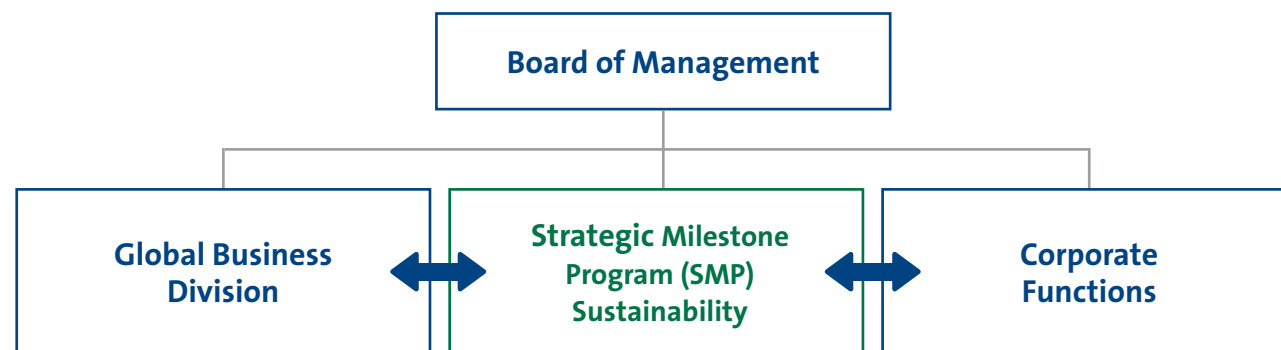 Board of Management
Global Business
Division
Strategic Milestone
Program (SMP)
Sustainability
Corporate
Functions